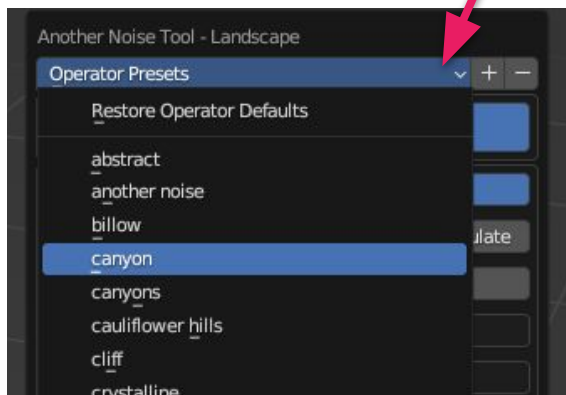 Another Noise Tool - Landscape
Operator Presets
Restore Operator Defaults
abstract
another noise
billow
ulate
canyon
canyons
cauliflower hills
cliff
crystalline